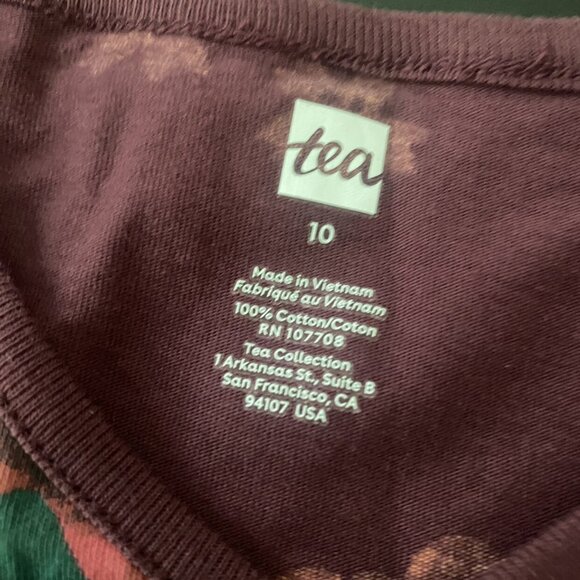 tea
10
Made in Vietnam
Fabriqué au Vietnam
100% Cotton/Coton
RN 107708
Tea Collection
1 Arkansas St., Suite B
San Francisco, CA
94107 USA